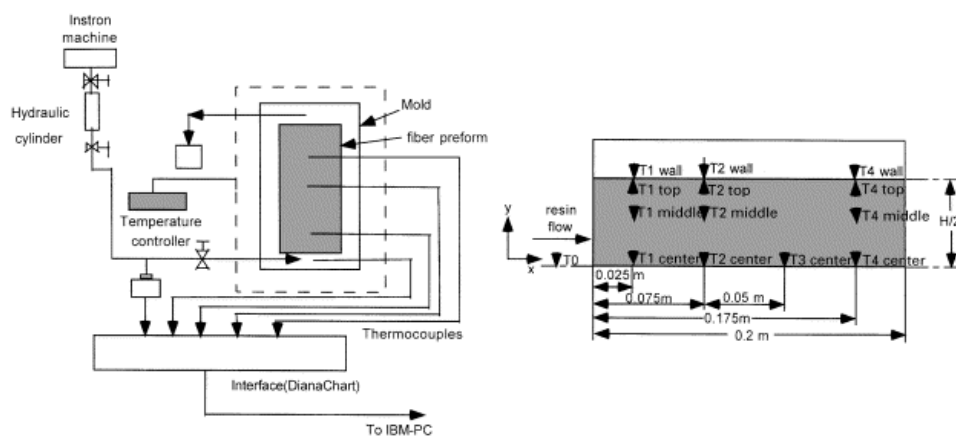 Instron
machine
Hydraulic
cylinder
Mold
fiber preform
Temperature
controller
Thermocouples
Interface(DianaChart)
To IBM-PC
T1 wall
T2 wall
T4 wall
T1 top
T2 top
T4 top
T1 middle
T2 middle
T4 middle
H/2
y
resin
flow
x
T0
T1 center
T2 center
T3 center
T4 center
0.025 m
0.075m
0.05 m
0.175m
0.2 m